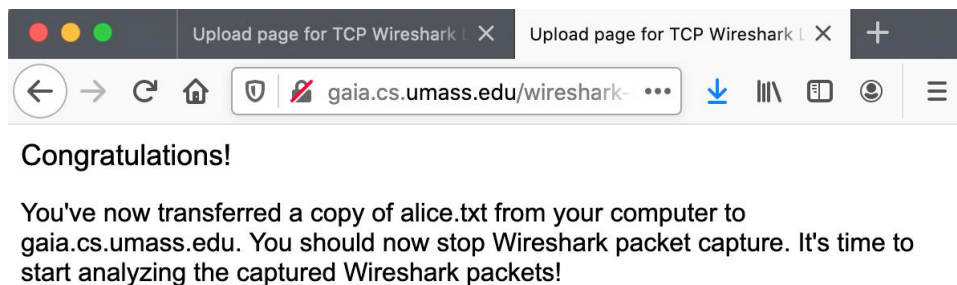 Upload page for TCP Wireshark L
Upload page for TCP Wireshark L
gaia.cs.umass.edu/wireshark-
Congratulations!
You've now transferred a copy of alice.txt from your computer to
gaia.cs.umass.edu. You should now stop Wireshark packet capture. It's time to
start analyzing the captured Wireshark packets!